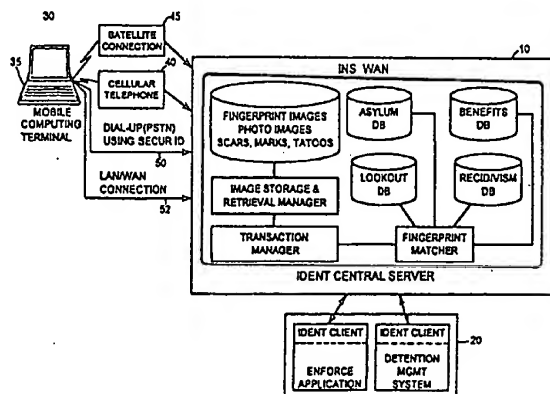 30
45
SATELLITE
CONNECTION
35
40
CELLULAR
TELEPHONE
MOBILE
COMPUTING
TERMINAL
DIAL-UP(PSTN)
USING SECUR ID
50
LAN/WAN
CONNECTION
52
10
INS WAN
FINGERPRINT IMAGES
PHOTO IMAGES
SCARS, MARKS, TATOOS
ASYLUM
DB
BENEFITS
DB
IMAGE STORAGE &
RETRIEVAL MANAGER
LOOKOUT
DB
RECIDIVISM
DB
TRANSACTION
MANAGER
FINGERPRINT
MATCHER
IDENT CENTRAL SERVER
20
IDENT CLIENT
ENFORCE
APPLICATION
IDENT CLIENT
DETENTION
MGMT
SYSTEM